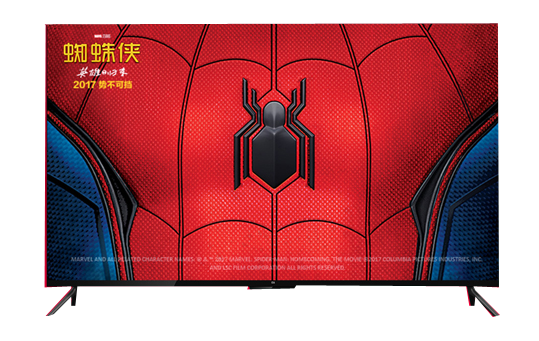 蜘蛛侠
英雄归来
2017 势不可挡
MARVEL AND ALL RELATED CHARACTER NAMES: ® & ™ 2017 MARVEL. SPIDER-MAN: HOMECOMING, THE MOVIE ©2017 COLUMBIA PICTURES INDUSTRIES, INC.
AND LSC FILM CORPORATION. ALL RIGHTS RESERVED.